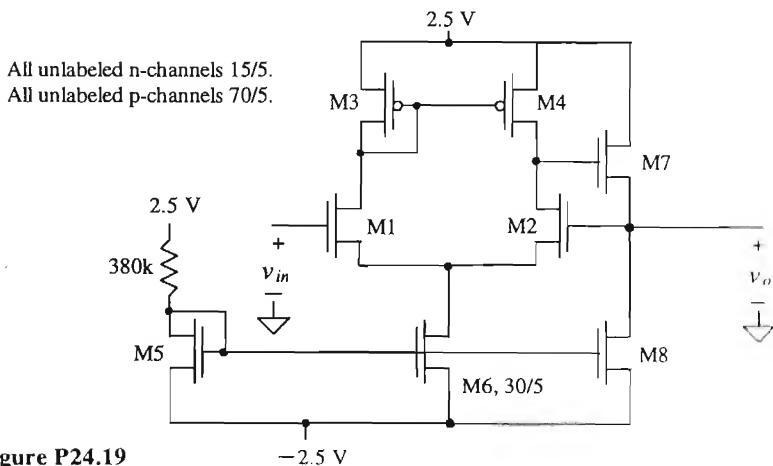 2.5 V
All unlabeled n-channels 15/5.
All unlabeled p-channels 70/5.
M3
M4
M7
2.5 V
M1
M2
380k
+
v_in
−
+
v_o
−
M5
M6, 30/5
M8
gure P24.19
−2.5 V